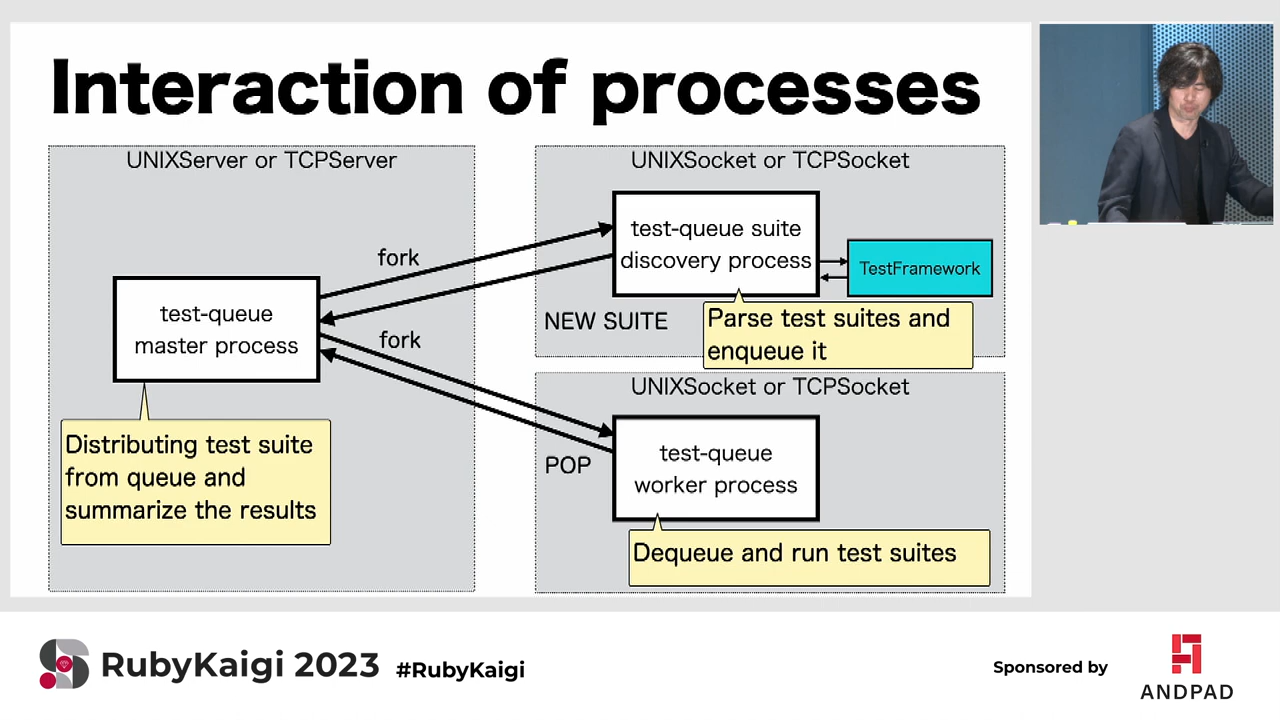 Interaction of processes
UNIXServer or TCPServer
fork
test-queue
master process
fork
Distributing test suite
from queue and
summarize the results
UNIXSocket or TCPSocket
test-queue suite
discovery process
TestFramework
NEW SUITE
Parse test suites and
enqueue it
UNIXSocket or TCPSocket
test-queue
worker process
POP
Dequeue and run test suites
RubyKaigi 2023
#RubyKaigi
Sponsored by
ANDPAD